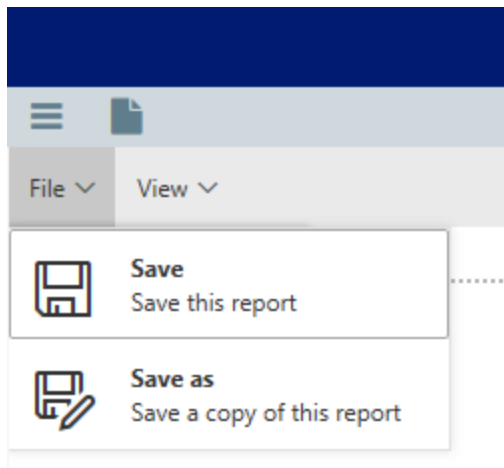 File View
Save
Save this report
Save as
Save a copy of this report